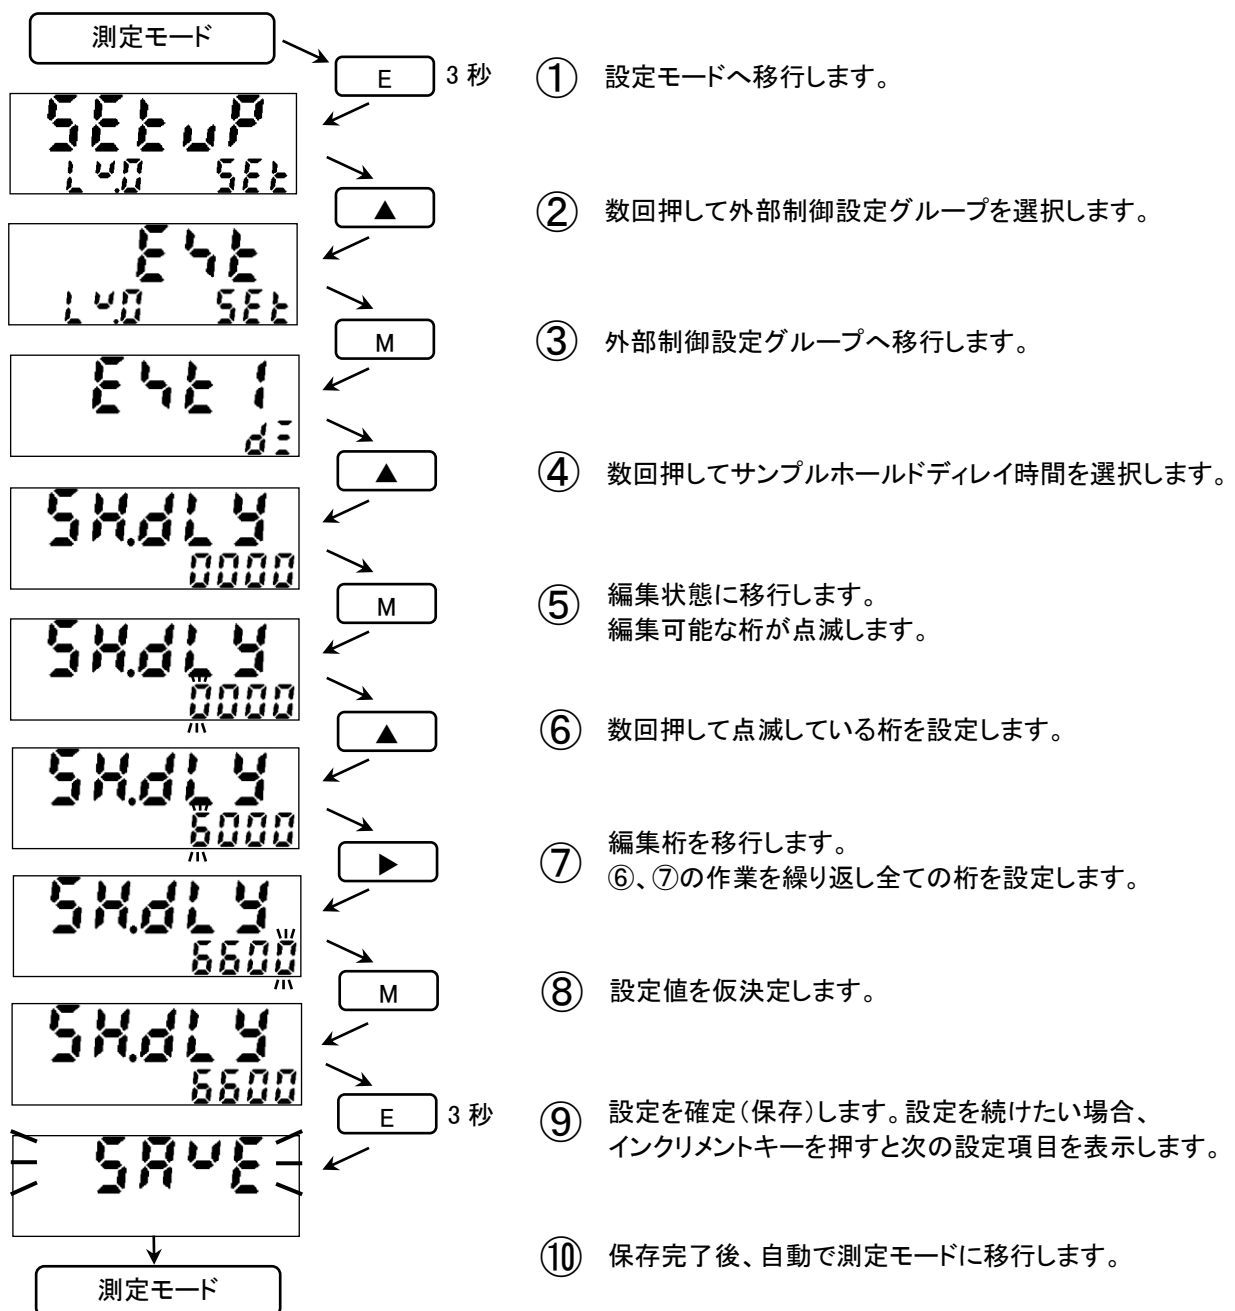 測定モード
E 3 秒
① 設定モードへ移行します。
SEtuP
Lv.0 SEt
▲
② 数回押して外部制御設定グループを選択します。
Ext
Lv.0 SEt
M
③ 外部制御設定グループへ移行します。
Ext 1
▲
④ 数回押してサンプルホールドディレイ時間を選択します。
SH.dLY
0000
M
⑤ 編集状態に移行します。
編集可能な桁が点滅します。
SH.dLY
0000
▲
⑥ 数回押して点滅している桁を設定します。
SH.dLY
6000
▶
⑦ 編集桁を移行します。
⑥、⑦の作業を繰り返し全ての桁を設定します。
SH.dLY
6600
M
⑧ 設定値を仮決定します。
SH.dLY
6600
E 3 秒
⑨ 設定を確定(保存)します。設定を続けたい場合、
インクリメントキーを押すと次の設定項目を表示します。
SAvE
⑩ 保存完了後、自動で測定モードに移行します。
測定モード